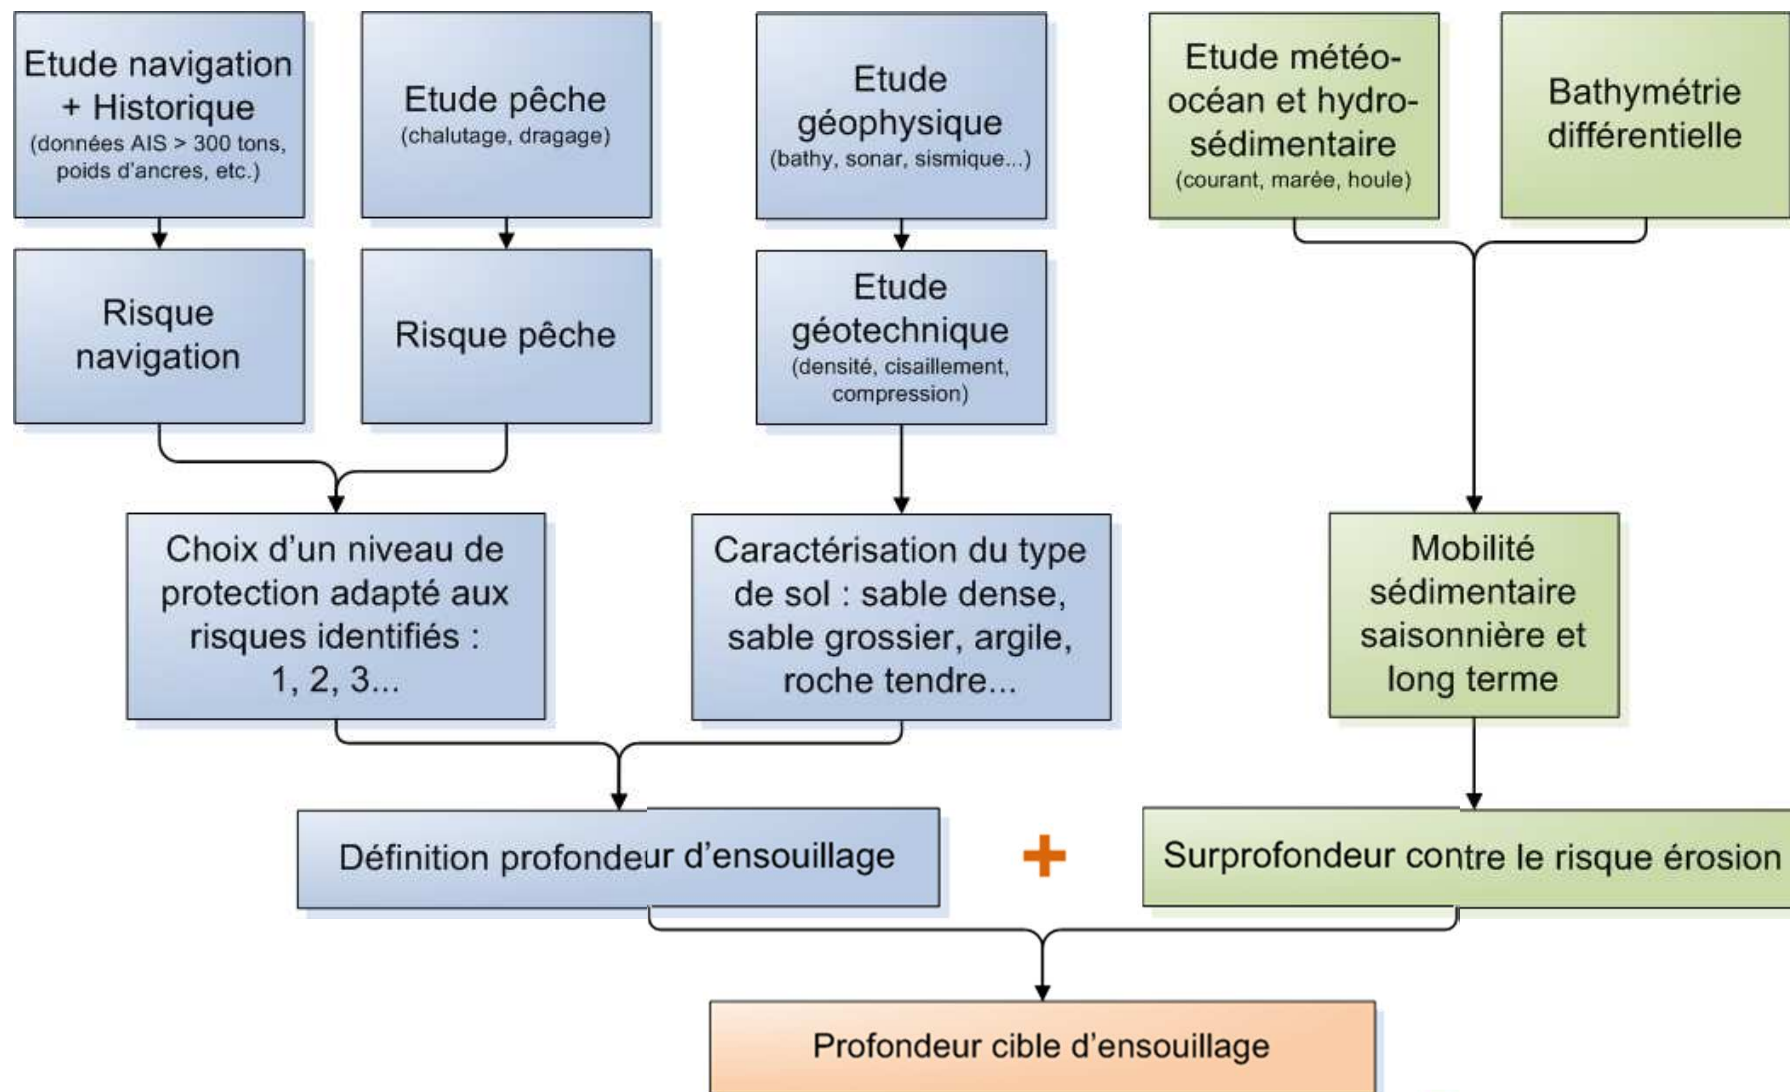 Etude navigation
+ Historique
(données AIS > 300 tons,
poids d'ancres, etc.)
Etude pêche
(chalutage, dragage)
Etude
géophysique
(bathy, sonar, sismique...)
Etude météo-
océan et hydro-
sédimentaire
(courant, marée, houle)
Bathymétrie
différentielle
Risque
navigation
Risque pêche
Etude
géotechnique
(densité, cisaillement,
compression)
Choix d'un niveau de
protection adapté aux
risques identifiés :
1, 2, 3...
Caractérisation du type
de sol : sable dense,
sable grossier, argile,
roche tendre...
Mobilité
sédimentaire
saisonnière et
long terme
Définition profondeur d'ensouillage
+
Surprofondeur contre le risque érosion
Profondeur cible d'ensouillage